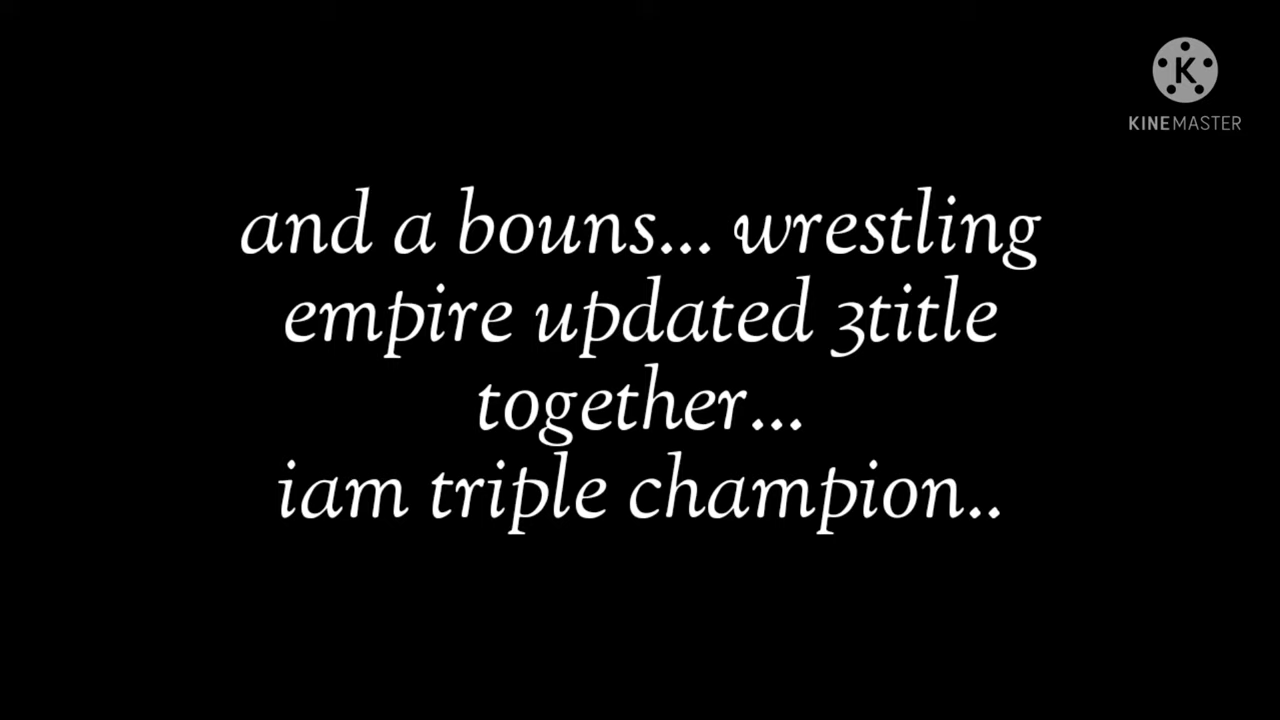 KINEMASTER
and a bouns... wrestling
empire updated 3title
together...
iam triple champion..